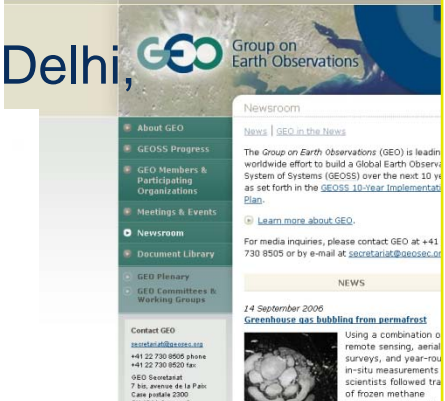 Delhi,
GEO
Group on
Earth Observations
About GEO
GEOSS Progress
GEO Members &
Participating
Organizations
Meetings & Events
Newsroom
Document Library
GEO Plenary
GEO Committees &
Working Groups
Contact GEO
secretariat@geosec.org
+41 22 730 8505 phone
+41 22 730 8520 fax
GEO Secretariat
7 bis, avenue de la Paix
Case postale 2300
Newsroom
News | GEO in the News
The Group on Earth Observations (GEO) is leadin
worldwide effort to build a Global Earth Observa
System of Systems (GEOSS) over the next 10 ye
as set forth in the GEOSS 10-Year Implementati
Plan.
Learn more about GEO.
For media inquiries, please contact GEO at +41
730 8505 or by e-mail at secretariat@geosec.or
NEWS
14 September 2006
Greenhouse gas bubbling from permafrost
Using a combination o
remote sensing, aerial
surveys, and year-rou
in-situ measurements
scientists followed tra
of frozen methane